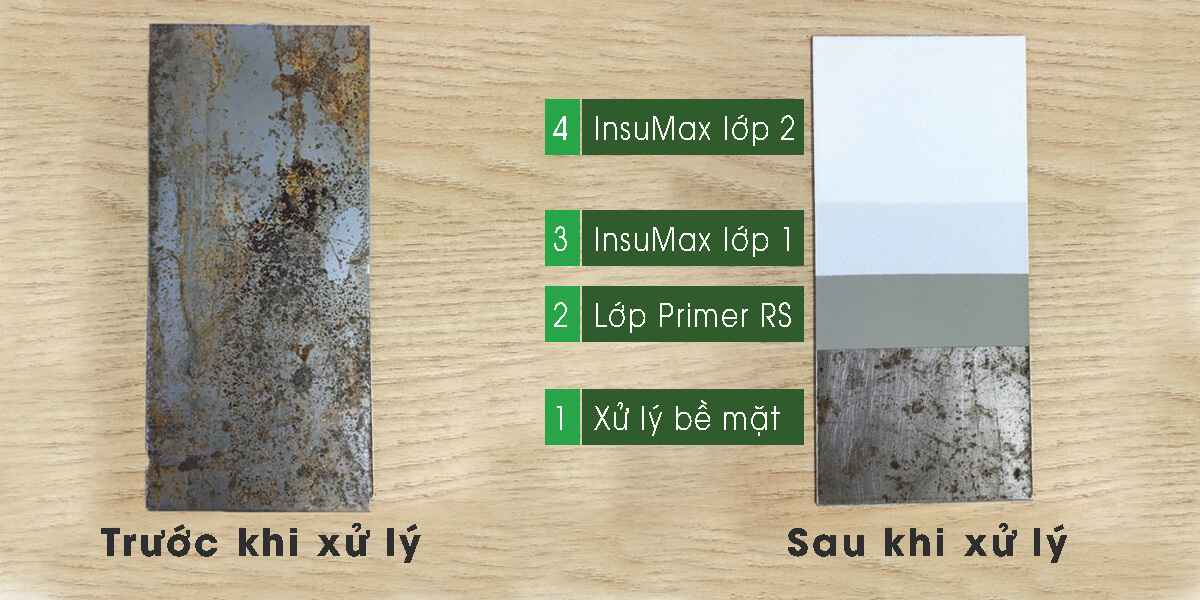 4 InsuMax lớp 2
3 InsuMax lớp 1
2 Lớp Primer RS
1 Xử lý bề mặt
Trước khi xử lý
Sau khi xử lý